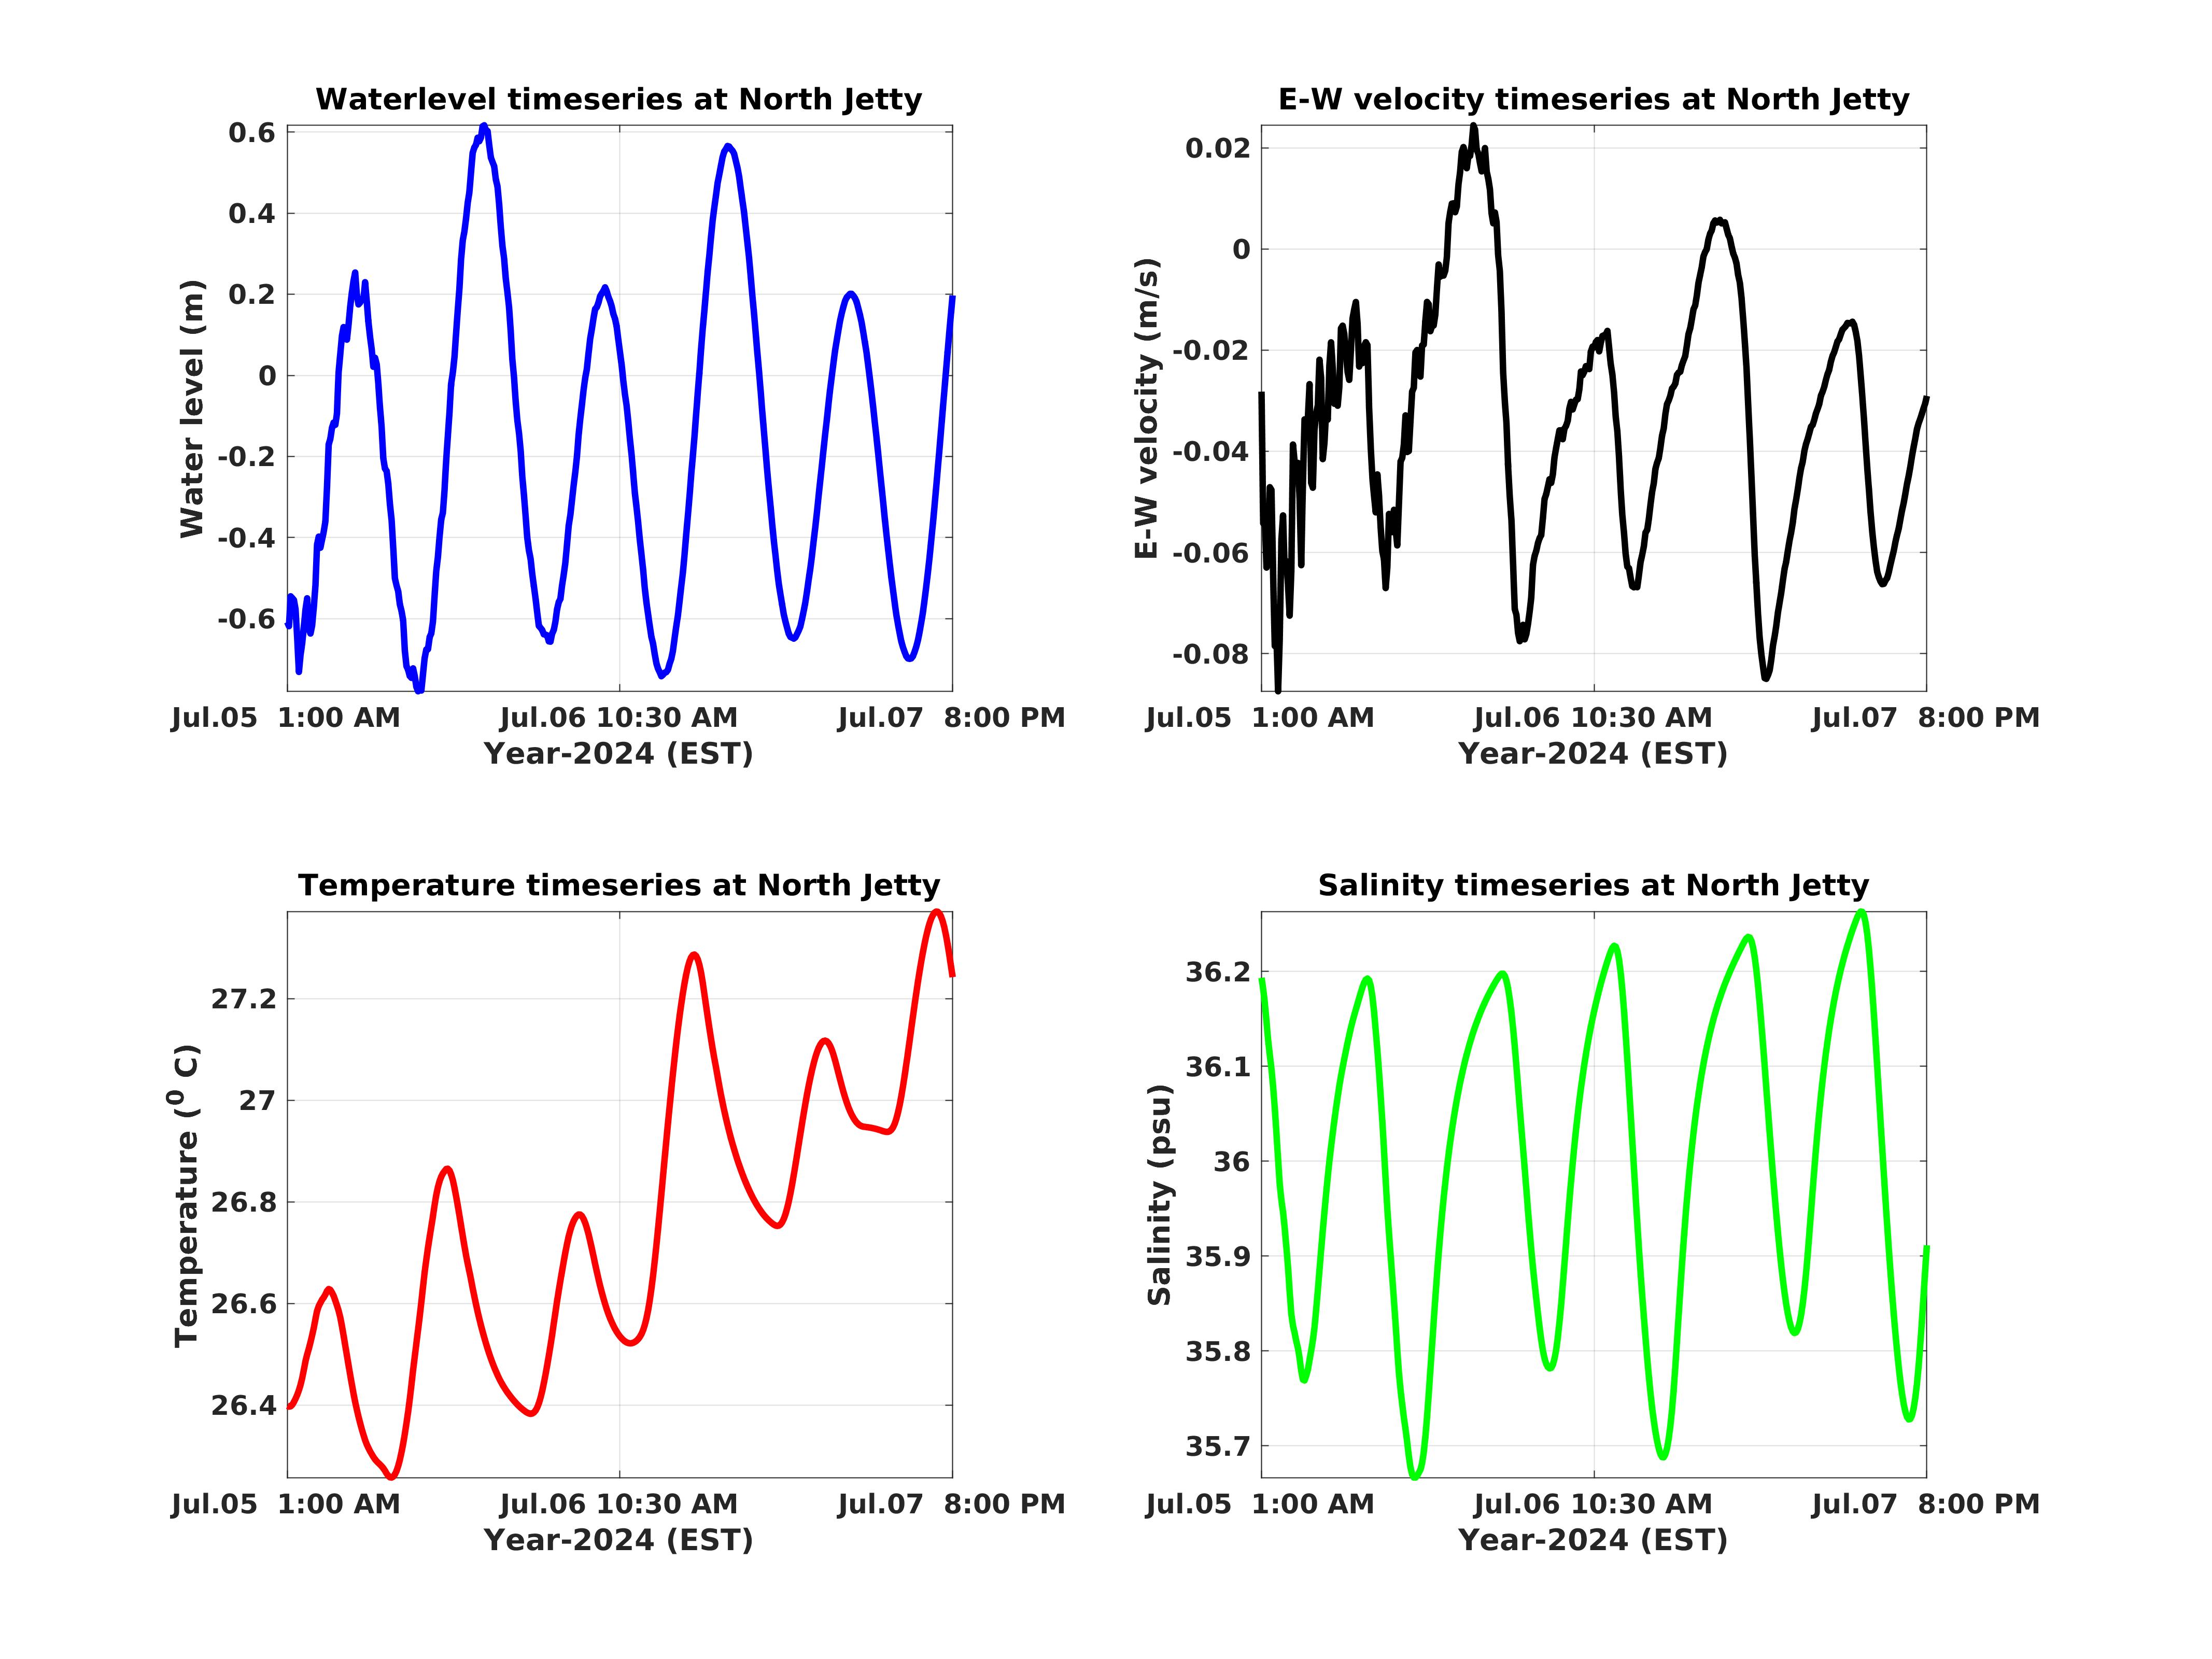 Waterlevel timeseries at North Jetty
0.6
0.4
0.2
0
-0.2
-0.4
-0.6
Water level (m)
Jul.05 1:00 AM
Jul.06 10:30 AM
Jul.07 8:00 PM
Year-2024 (EST)
E-W velocity timeseries at North Jetty
0.02
0
-0.02
-0.04
-0.06
-0.08
E-W velocity (m/s)
Jul.05 1:00 AM
Jul.06 10:30 AM
Jul.07 8:00 PM
Year-2024 (EST)
Temperature timeseries at North Jetty
27.2
27
26.8
26.6
26.4
Temperature (⁰ C)
Jul.05 1:00 AM
Jul.06 10:30 AM
Jul.07 8:00 PM
Year-2024 (EST)
Salinity timeseries at North Jetty
36.2
36.1
36
35.9
35.8
35.7
Salinity (psu)
Jul.05 1:00 AM
Jul.06 10:30 AM
Jul.07 8:00 PM
Year-2024 (EST)